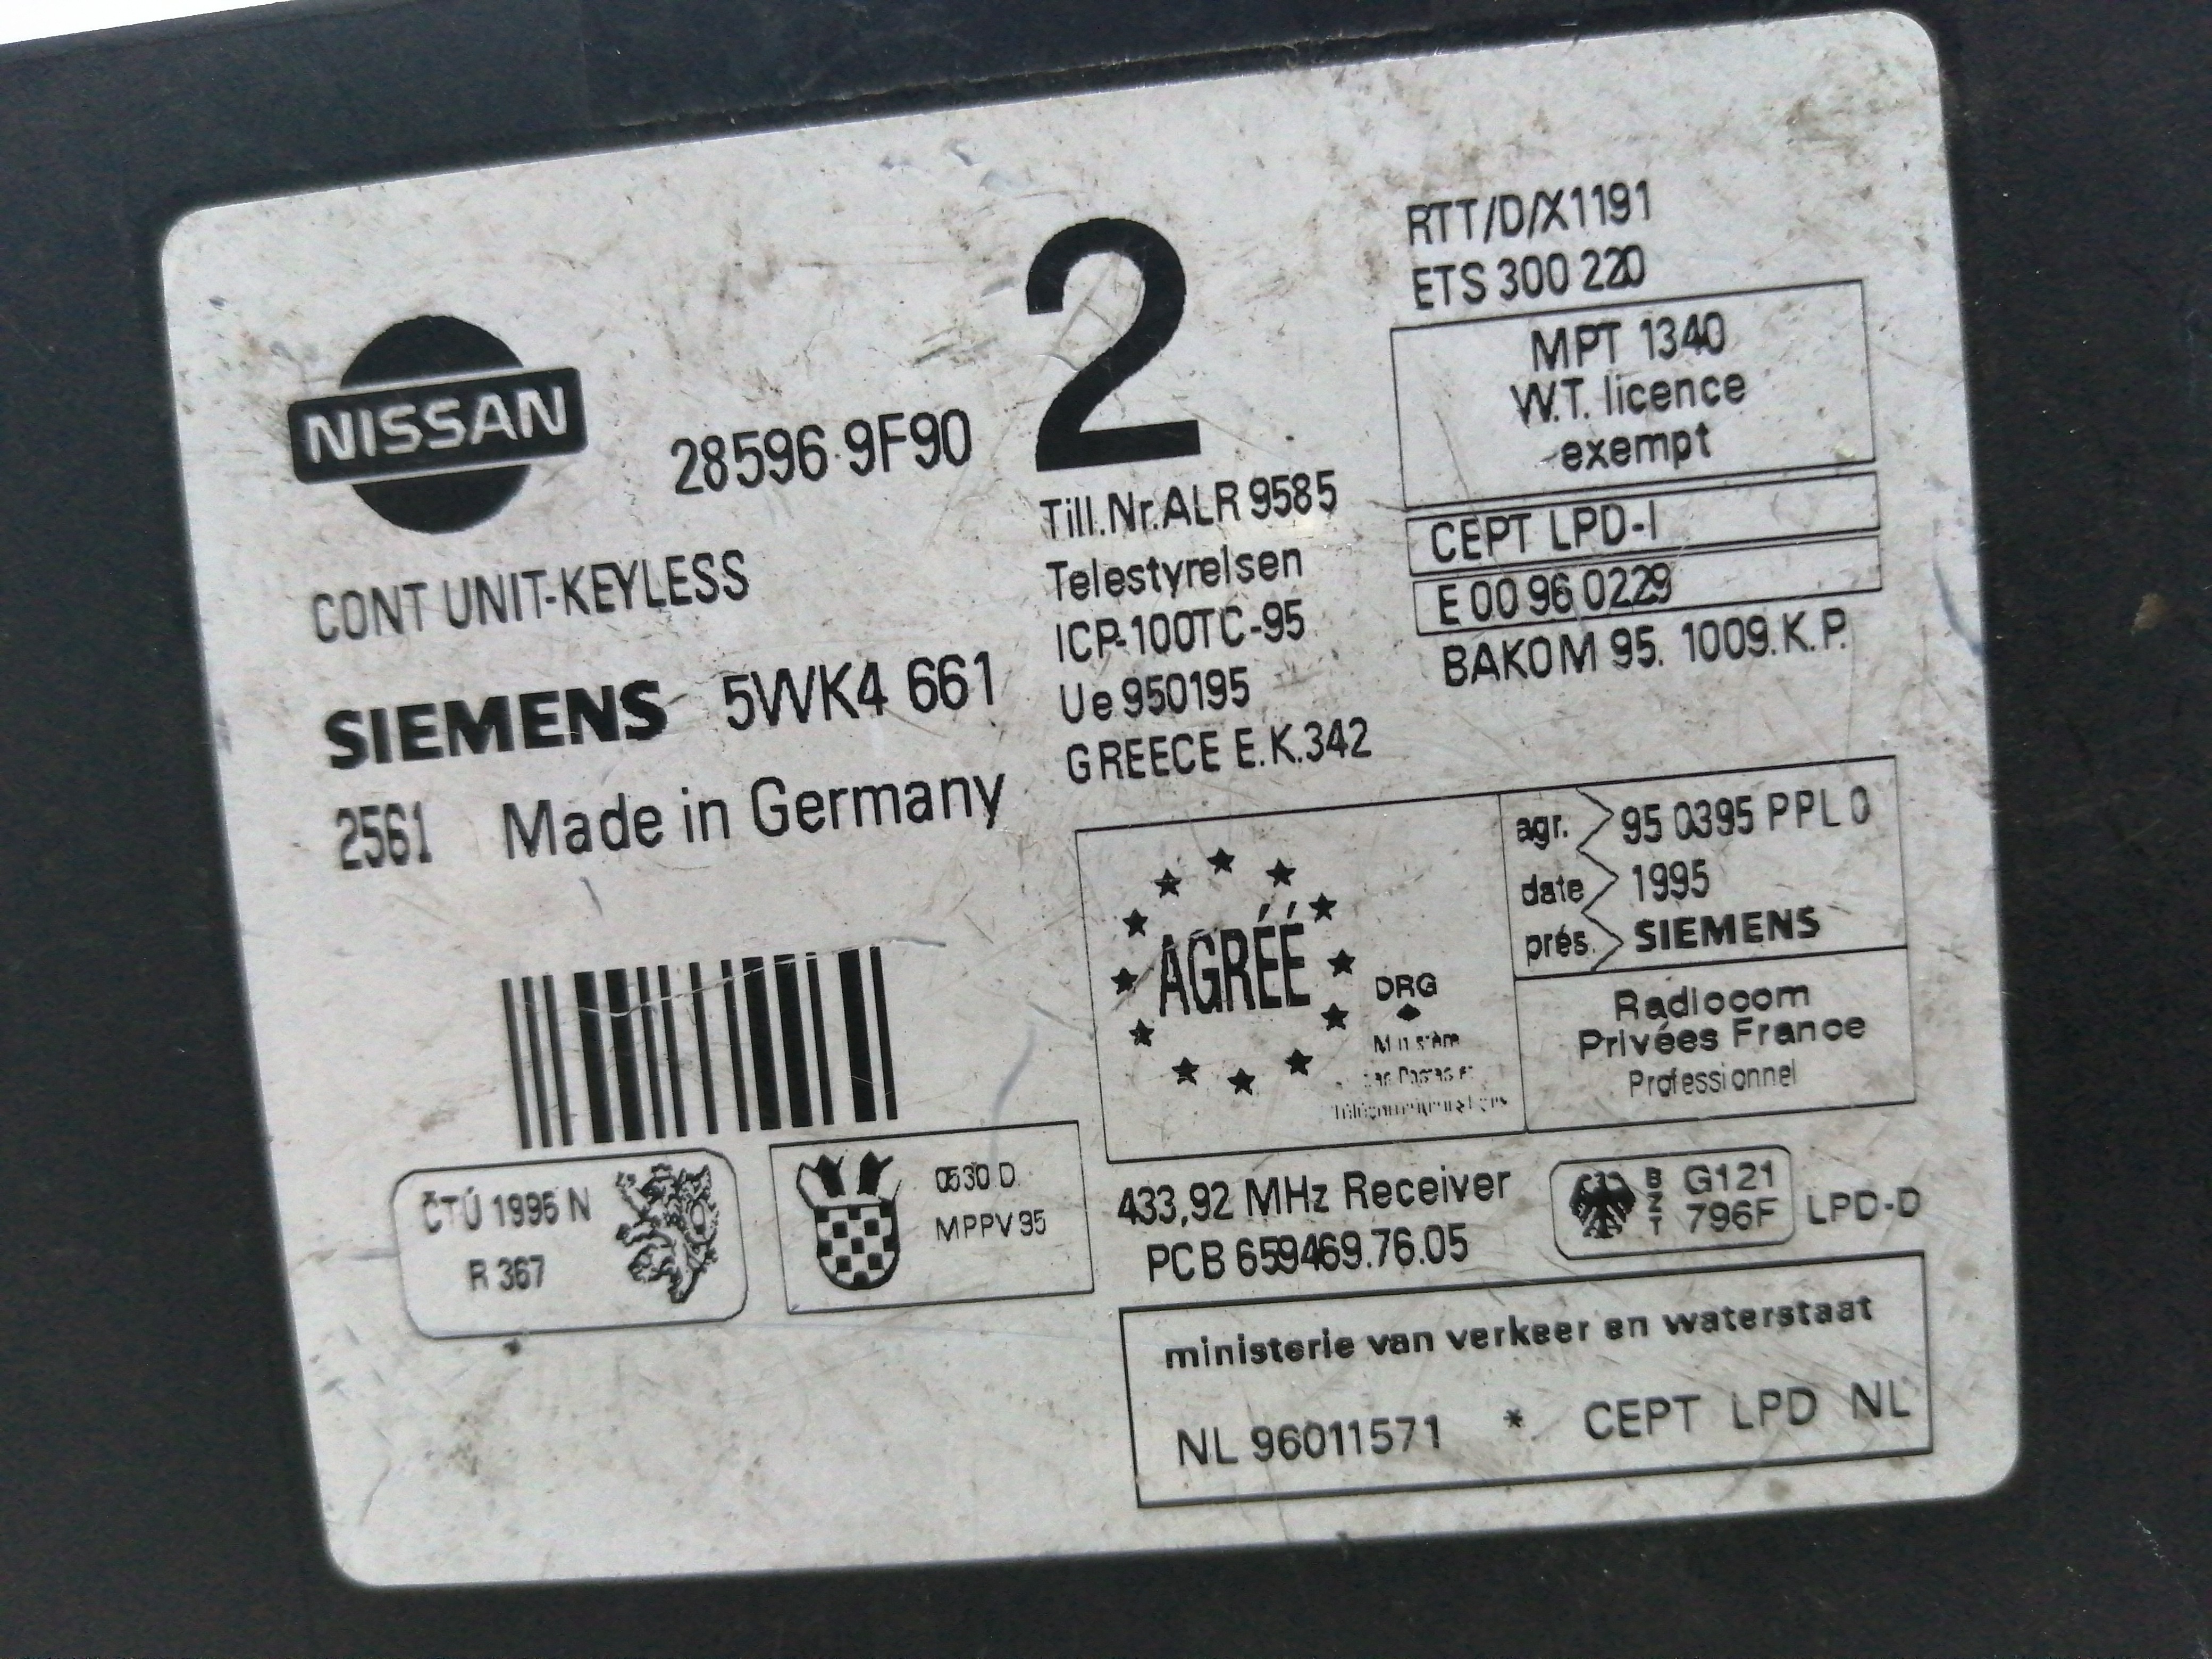 NISSAN
28596 9F90
2
CONT UNIT-KEYLESS
SIEMENS 5WK4 661
2561 Made in Germany
Till.Nr.ALR 9585
Telestyrelsen
ICP-100TC-95
Ue 950195
GREECE E.K.342
RTT/D/X1191
ETS 300 220
MPT 1340
W.T. licence
exempt
CEPT LPD-I
E 00 96 0229
BAKOM 95. 1009.K.P.
AGRÉÉ
DRG
agr. 95 0395 PPL 0
date 1995
prés. SIEMENS
Radiocom
Privées France
Professionnel
ČTÚ 1996 N
R 367
0530 D
MPPV 95
433,92 MHz Receiver
PCB 659469.76.05
BZT
G121
796F
LPD-D
ministerie van verkeer en waterstaat
NL 96011571 * CEPT LPD NL